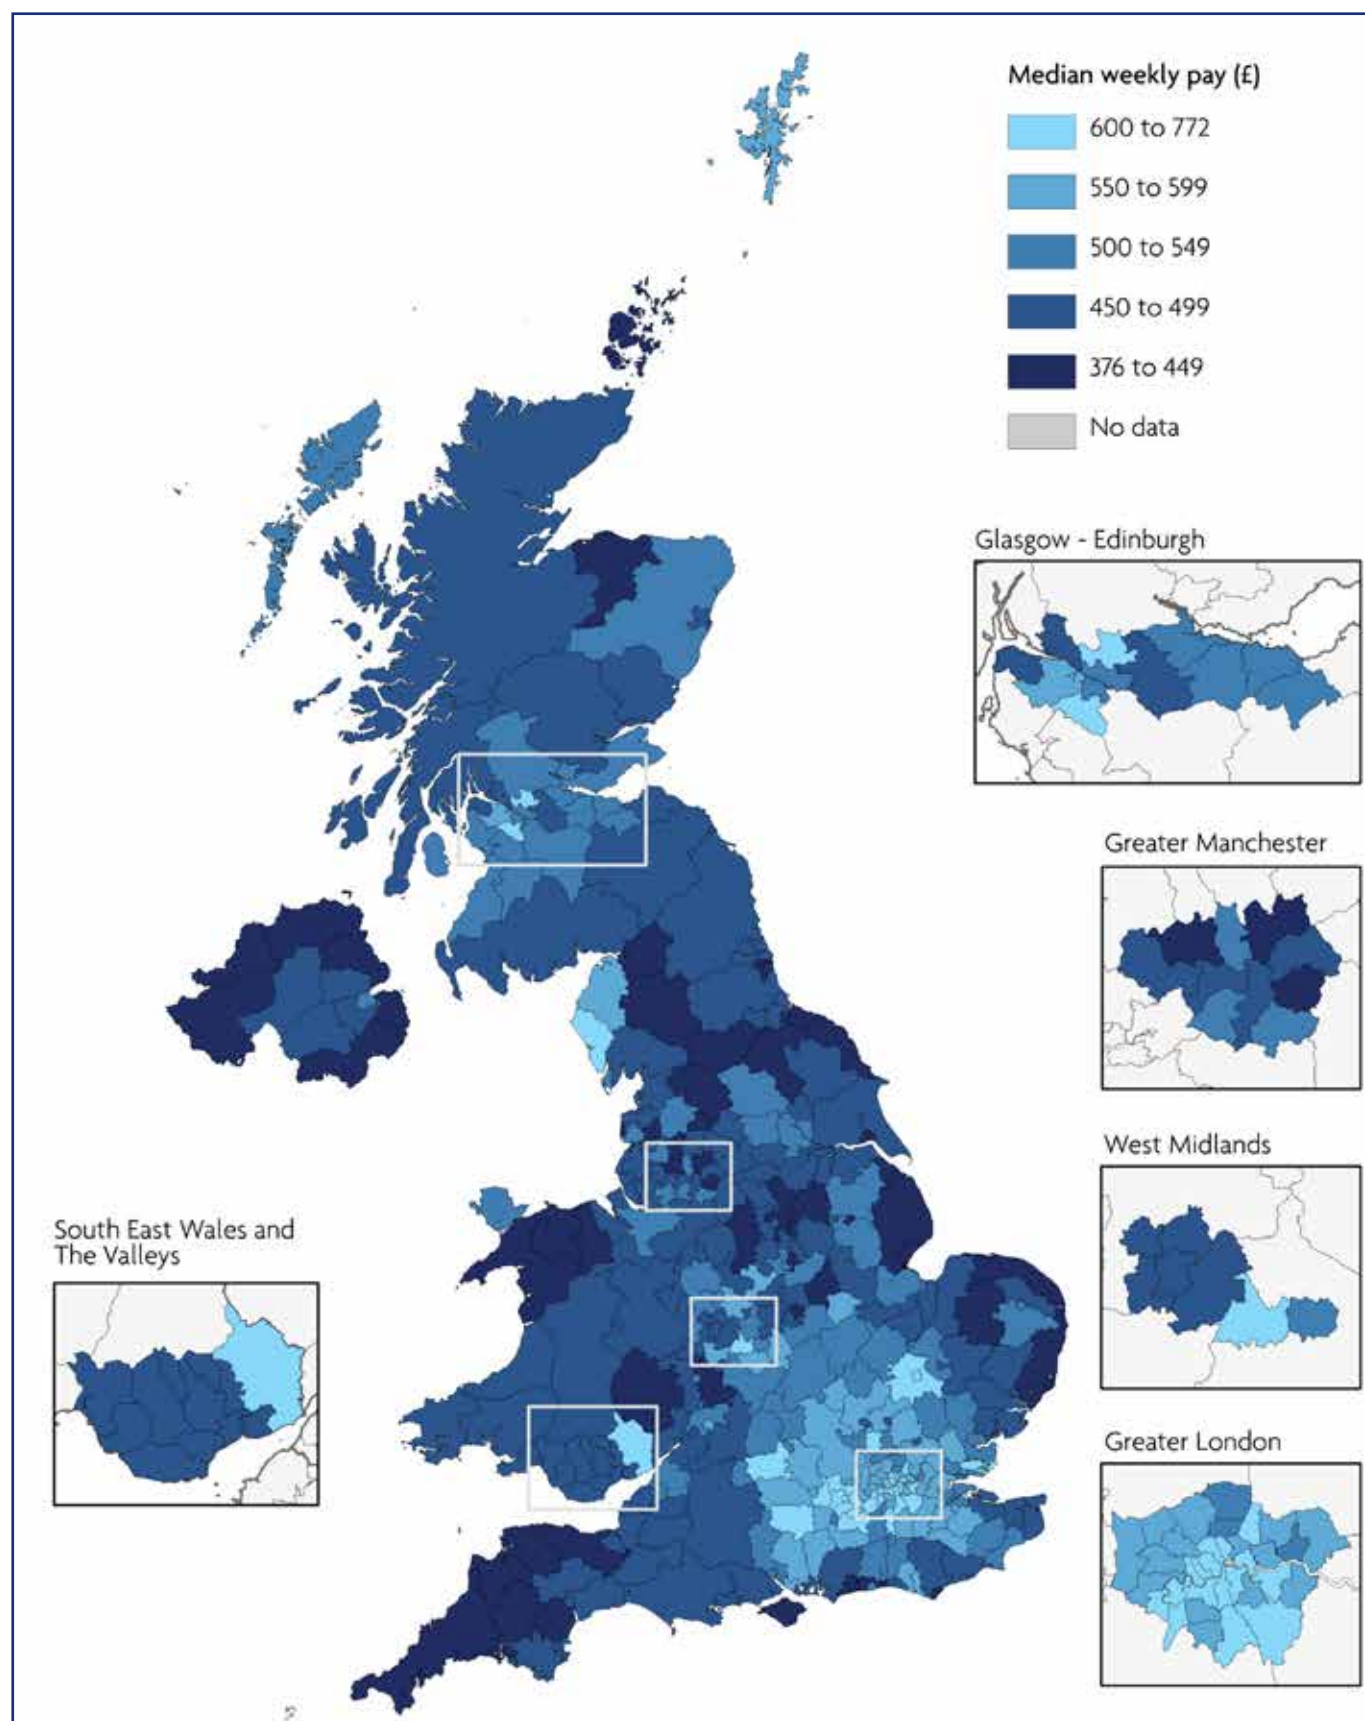 Median weekly pay (£)
600 to 772
550 to 599
500 to 549
450 to 499
376 to 449
No data
Glasgow - Edinburgh
Greater Manchester
West Midlands
South East Wales and
The Valleys
Greater London